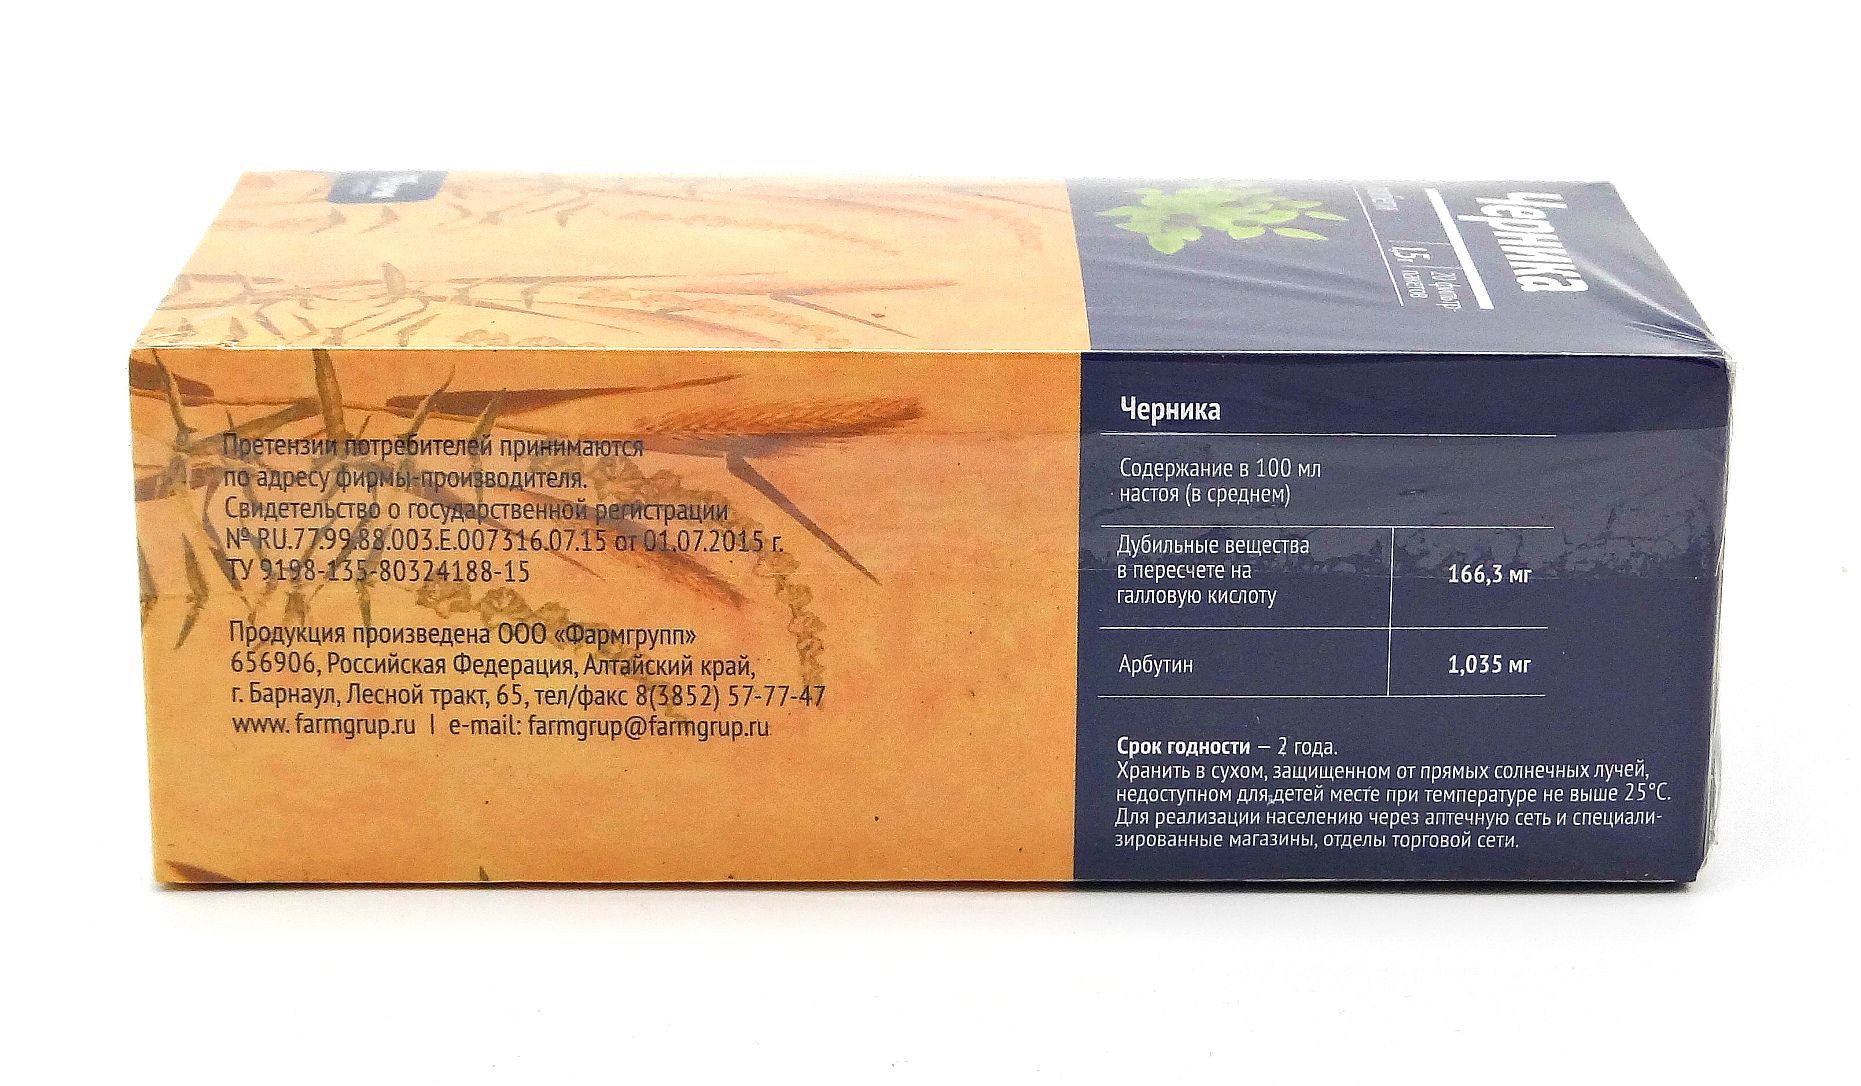 Черника
20 фильтр-
пакетов
1,5 г
Претензии потребителей принимаются
по адресу фирмы-производителя.
Свидетельство о государственной регистрации
№ RU.77.99.88.003.Е.007316.07.15 от 01.07.2015 г.
ТУ 9198-135-80324188-15
Продукция произведена ООО «Фармгрупп»
656906, Российская Федерация, Алтайский край,
г. Барнаул, Лесной тракт, 65, тел/факс 8(3852) 57-77-47
www. farmgrup.ru | e-mail: farmgrup@farmgrup.ru
Черника
Содержание в 100 мл
настоя (в среднем)
Дубильные вещества
в пересчете на
галловую кислоту
166,3 мг
Арбутин
1,035 мг
Срок годности – 2 года.
Хранить в сухом, защищенном от прямых солнечных лучей,
недоступном для детей месте при температуре не выше 25°С.
Для реализации населению через аптечную сеть и специали-
зированные магазины, отделы торговой сети.